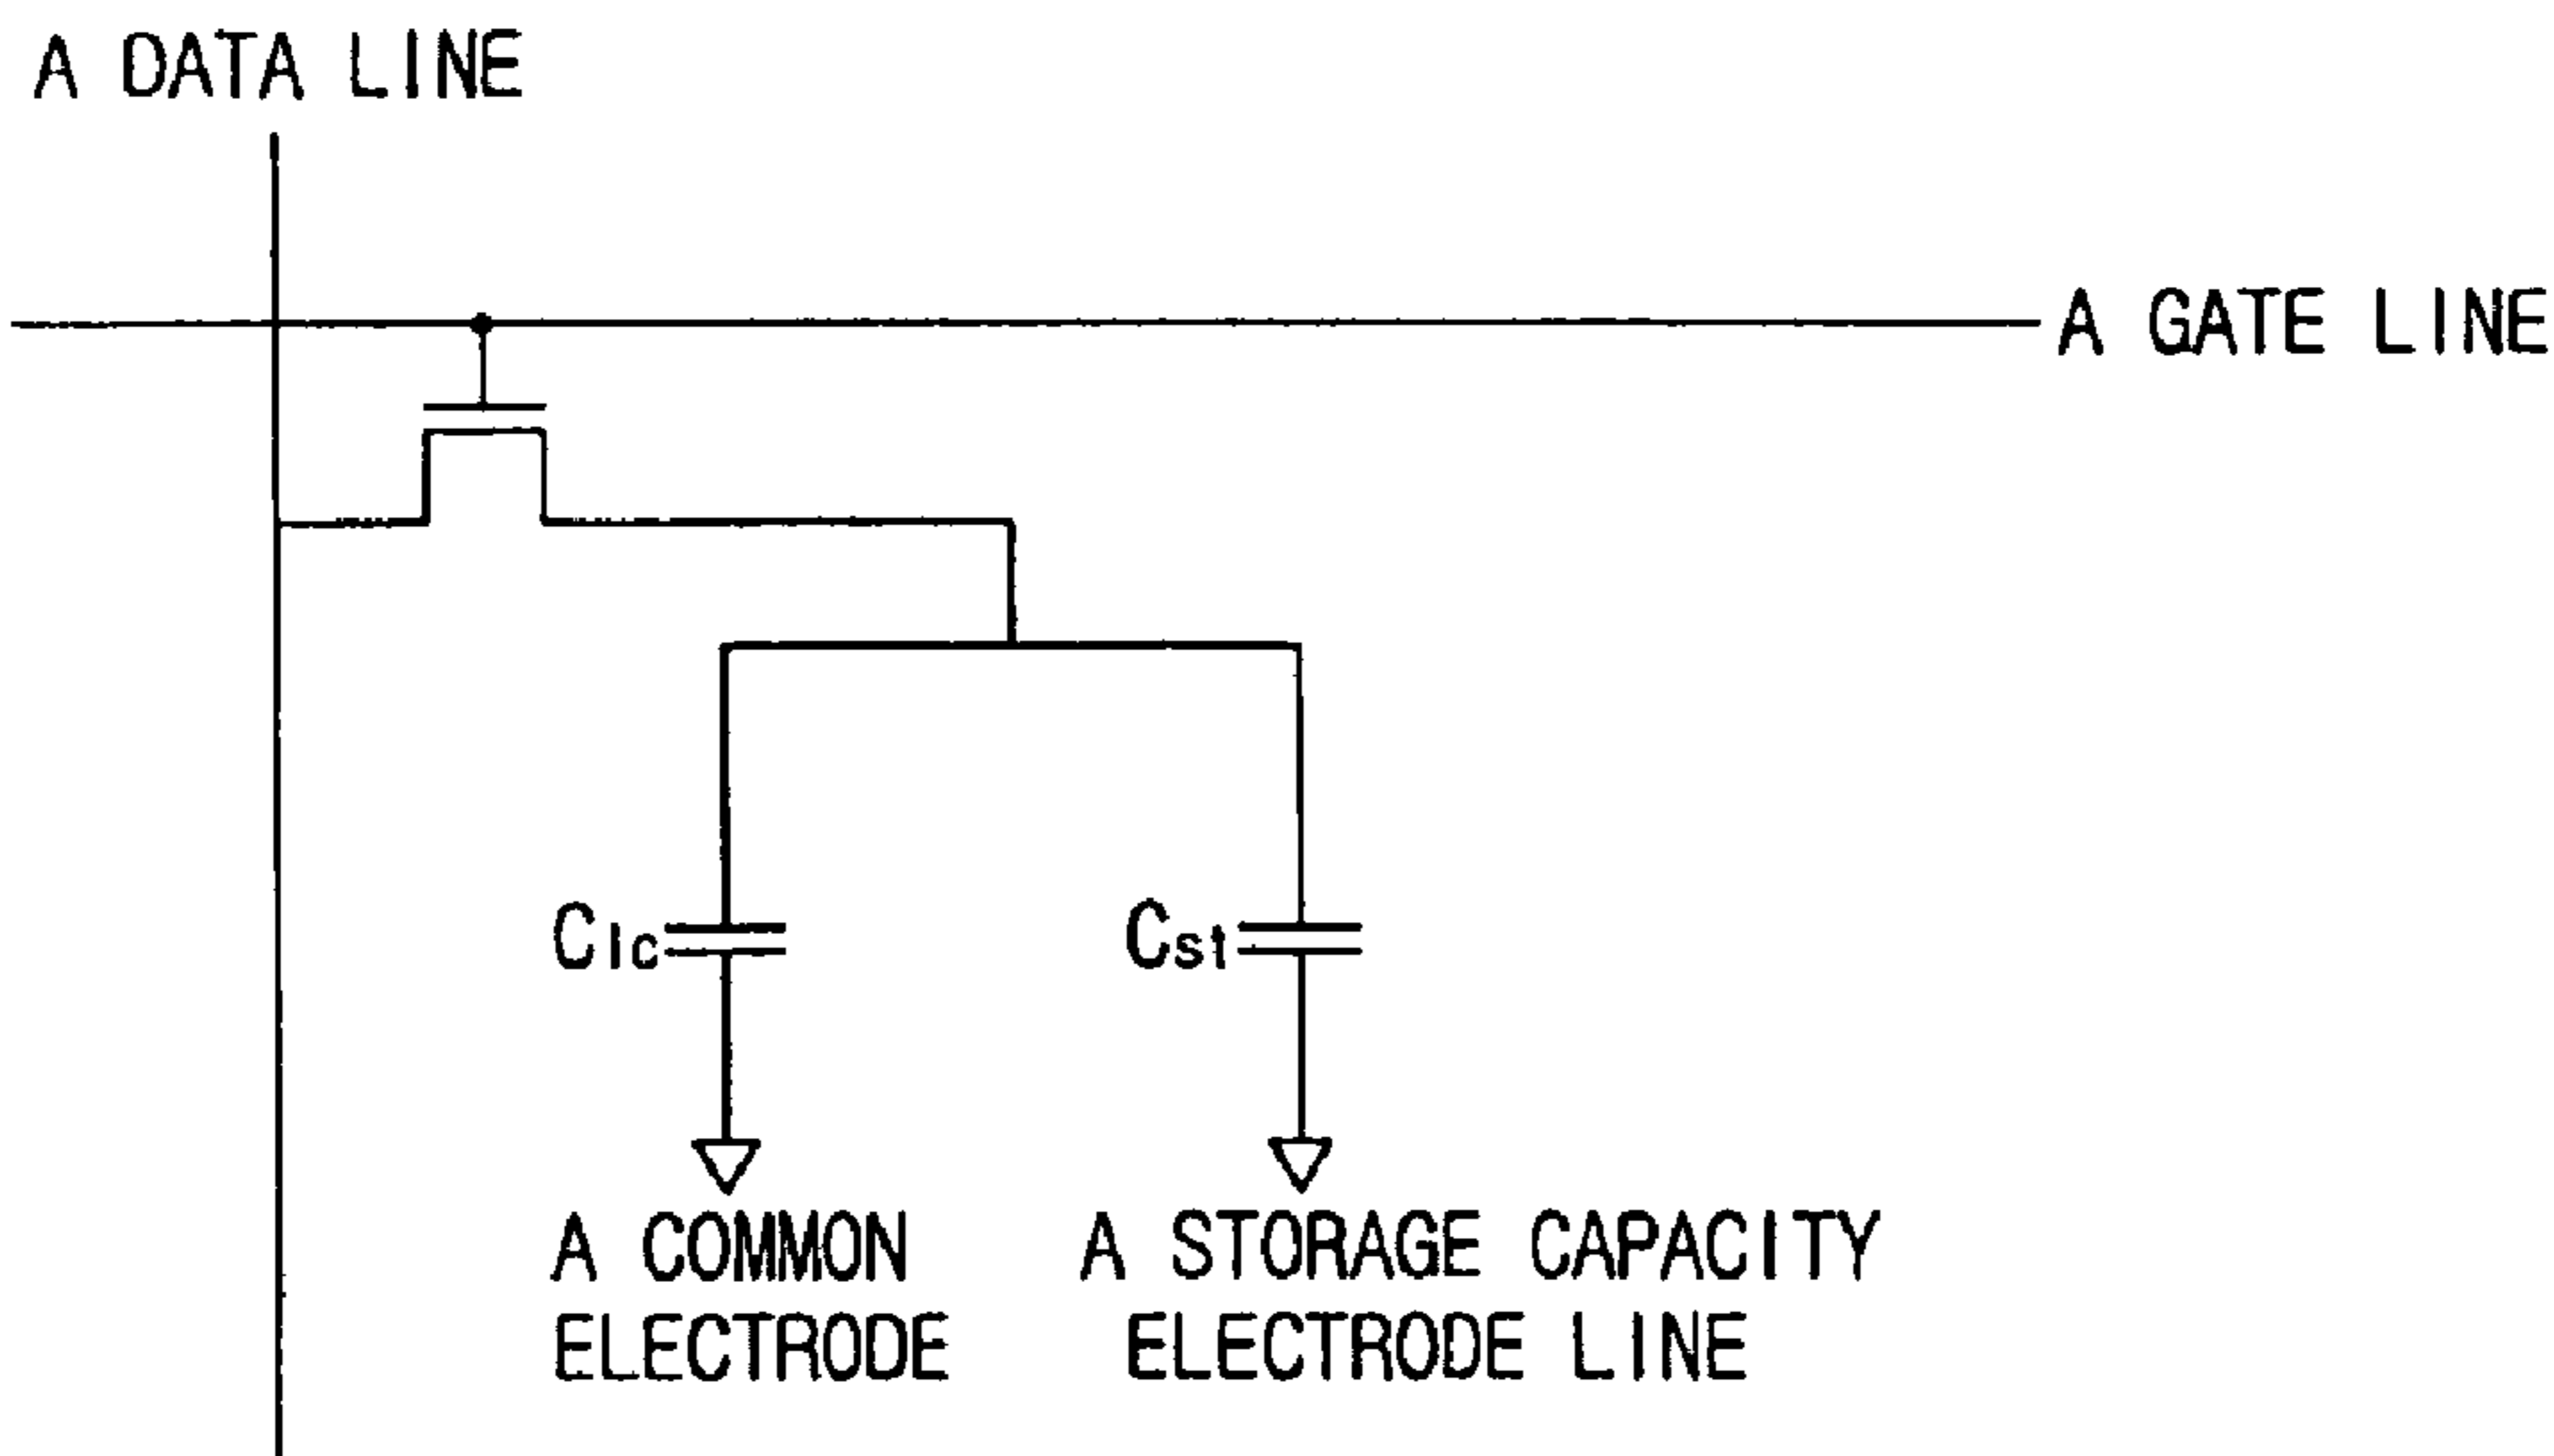 A DATA LINE
A GATE LINE
Clc
Cst
A COMMON
ELECTRODE
A STORAGE CAPACITY
ELECTRODE LINE